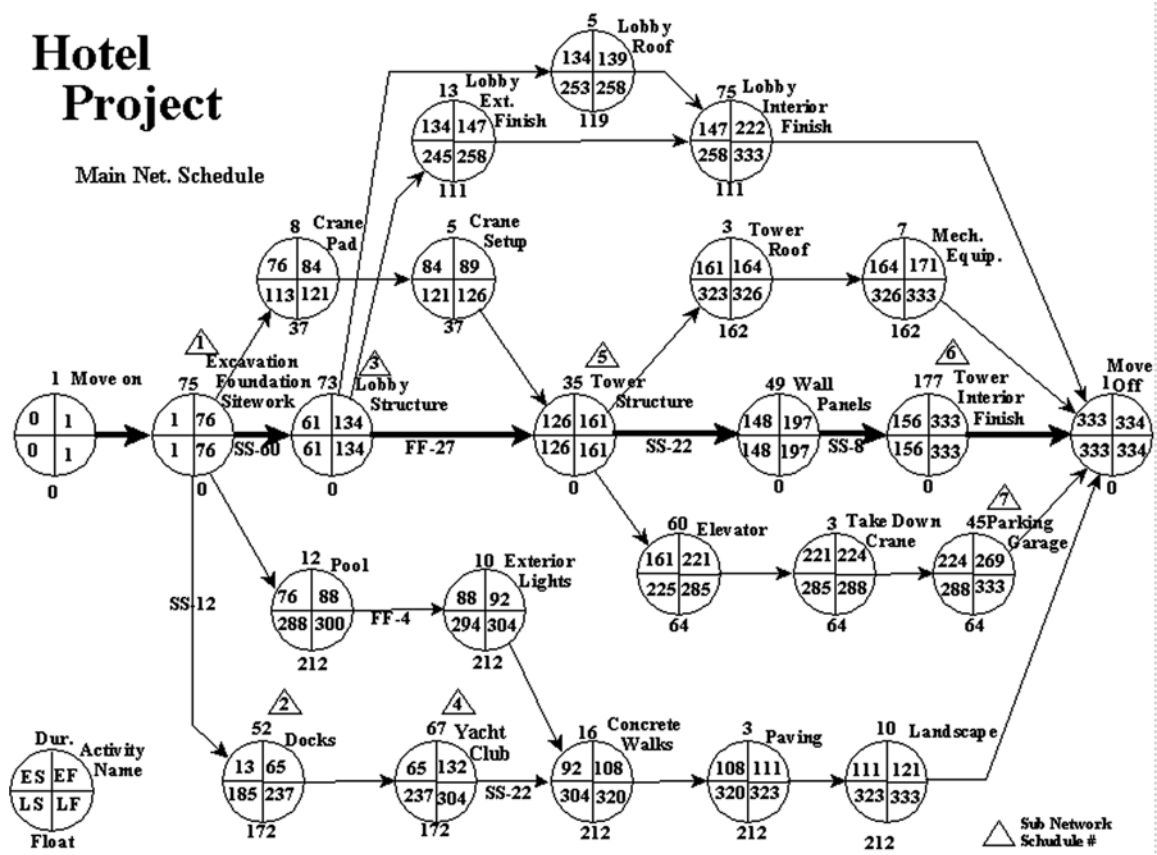 Hotel
Project
Main Net. Schedule
5
Lobby
Roof
134 139
253 258
119
13
Lobby
Ext.
Finish
134 147
245 258
111
75
Lobby
Interior
Finish
147 222
258 333
111
8
Crane
Pad
76 84
113 121
37
5
Crane
Setup
84 89
121 126
37
3
Tower
Roof
161 164
323 326
162
7
Mech.
Equip.
164 171
326 333
162
1 Move on
0 1
0 1
0
1
75
Excavation
Foundation
Sitework
1 76
1 76
0
SS-60
3
73
Lobby
Structure
61 134
61 134
0
FF-27
5
35 Tower
Structure
126 161
126 161
0
SS-22
49 Wall
Panels
148 197
148 197
0
SS-8
6
177 Tower
Interior
Finish
156 333
156 333
0
Move
1 Off
333 334
333 334
0
60 Elevator
161 221
225 285
64
3 Take Down
Crane
221 224
285 288
64
7
45 Parking
Garage
224 269
288 333
64
12 Pool
76 88
288 300
212
FF-4
10 Exterior
Lights
88 92
294 304
212
SS-12
2
52 Docks
13 65
185 237
172
4
67 Yacht
Club
65 132
237 304
172
SS-22
16 Concrete
Walks
92 108
304 320
212
3 Paving
108 111
320 323
212
10 Landscape
111 121
323 333
212
Dur.
Activity
Name
ES EF
LS LF
Float
Sub Network
Schudule #